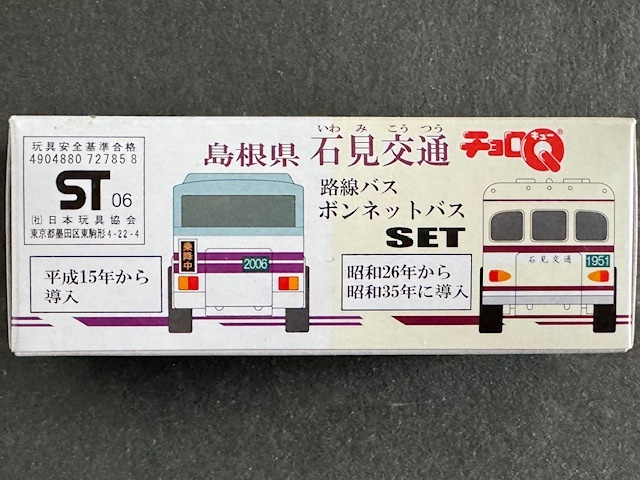 玩具安全基準合格
4904880 72785 8
ST 06
(社)日本玩具協会
東京都墨田区東駒形4-22-4
いわ み こう つう
島根県 石見交通 チョロQ キュー ®
路線バス
ボンネットバス
SET
平成15年から
導入
乗降中
2006
昭和26年から
昭和35年に導入
石見交通
1951